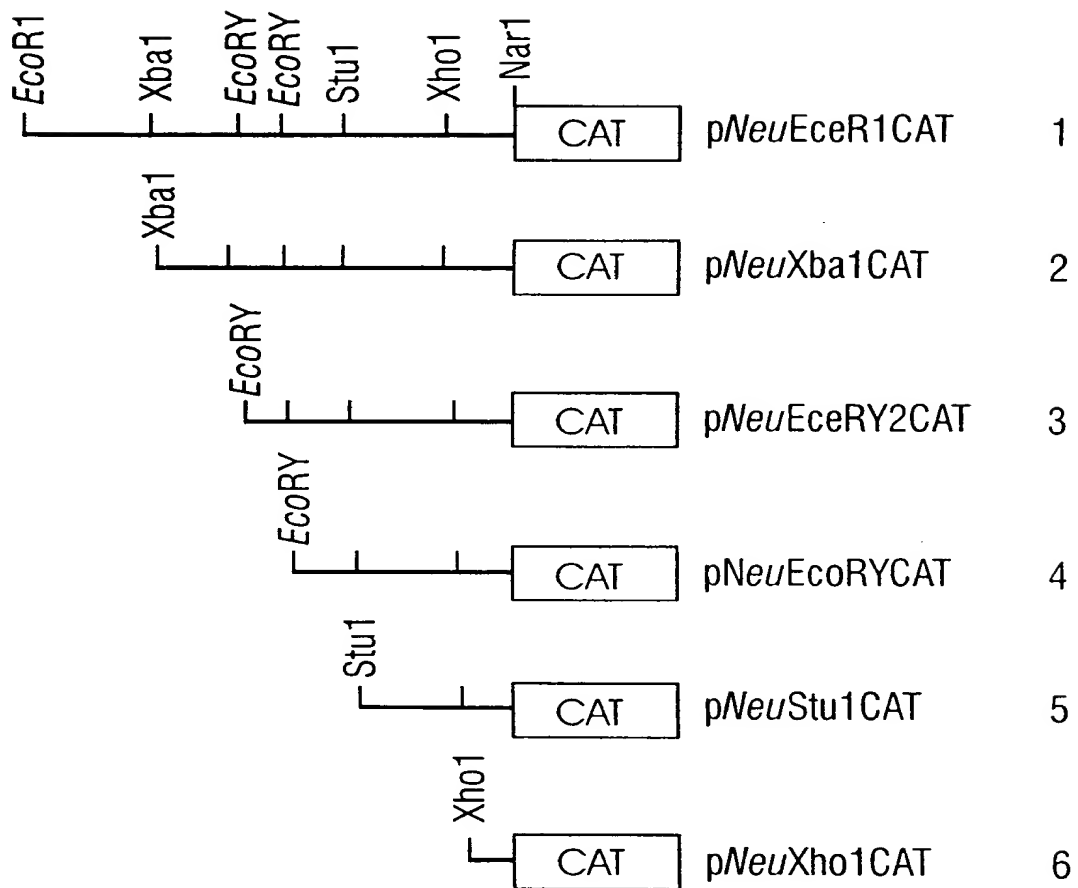 EcoR1 Xba1 EcoRY EcoRY Stu1 Xho1 Nar1
CAT pNeuEceR1CAT 1
Xba1
CAT pNeuXba1CAT 2
EcoRY
CAT pNeuEceRY2CAT 3
EcoRY
CAT pNeuEcoRYCAT 4
Stu1
CAT pNeuStu1CAT 5
Xho1
CAT pNeuXho1CAT 6